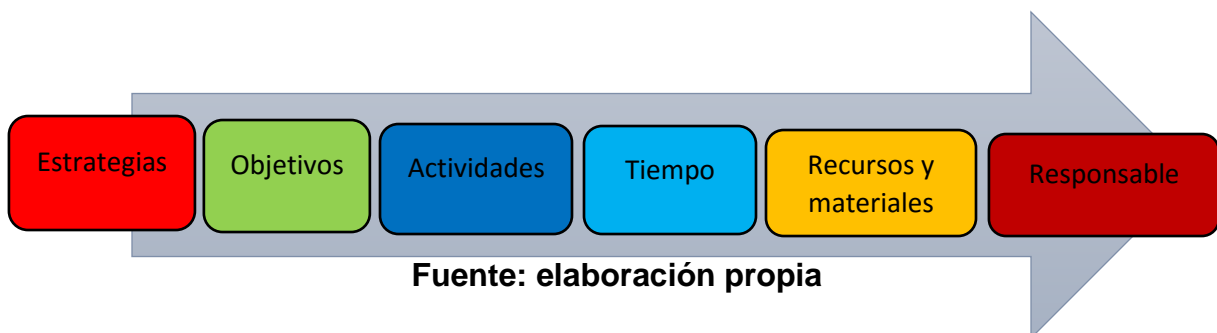 Estrategias
Objetivos
Actividades
Tiempo
Recursos y
materiales
Responsable
Fuente: elaboración propia